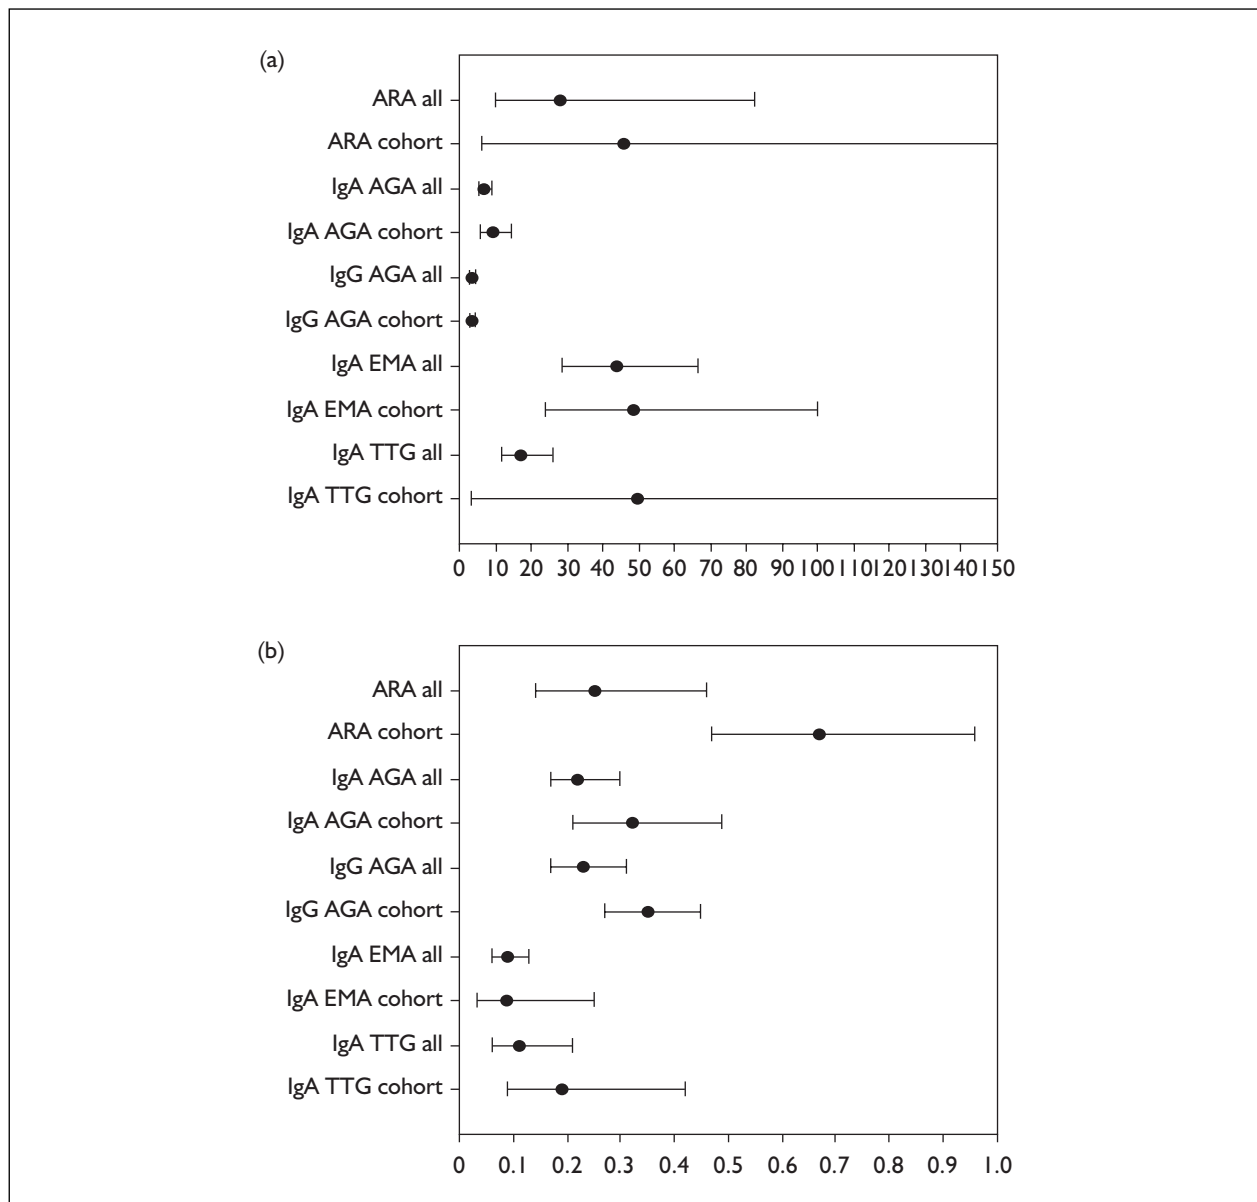 (a)
ARA all
ARA cohort
IgA AGA all
IgA AGA cohort
IgG AGA all
IgG AGA cohort
IgA EMA all
IgA EMA cohort
IgA TTG all
IgA TTG cohort
0 10 20 30 40 50 60 70 80 90 100 110 120 130 140 150
(b)
ARA all
ARA cohort
IgA AGA all
IgA AGA cohort
IgG AGA all
IgG AGA cohort
IgA EMA all
IgA EMA cohort
IgA TTG all
IgA TTG cohort
0 0.1 0.2 0.3 0.4 0.5 0.6 0.7 0.8 0.9 1.0